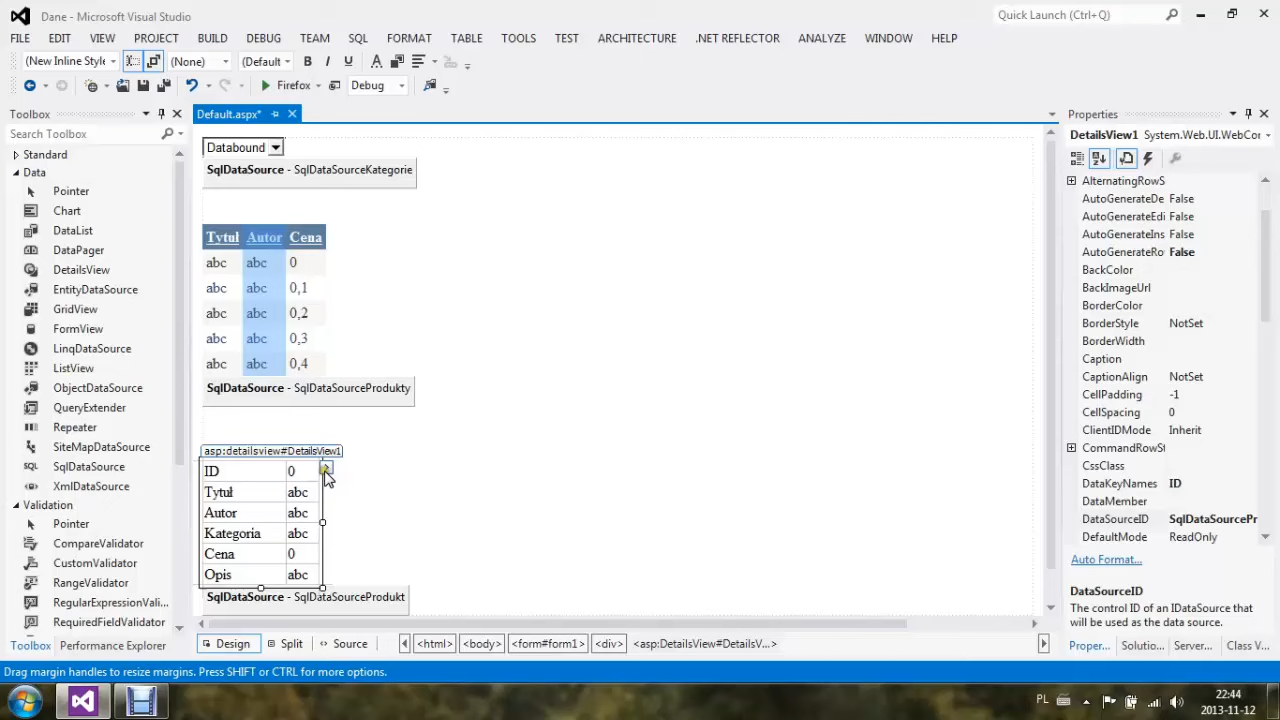 Dane - Microsoft Visual Studio
Quick Launch (Ctrl+Q)
FILE EDIT VIEW PROJECT BUILD DEBUG TEAM SQL FORMAT TABLE TOOLS TEST ARCHITECTURE .NET REFLECTOR ANALYZE WINDOW HELP
(New Inline Style (None) (Default B I U A
Firefox Debug
Toolbox
Default.aspx*
Properties
Search Toolbox
Standard
Data
Pointer
Chart
DataList
DataPager
DetailsView
EntityDataSource
GridView
FormView
LinqDataSource
ListView
ObjectDataSource
QueryExtender
Repeater
SiteMapDataSource
SQL SqlDataSource
XmlDataSource
Validation
Pointer
CompareValidator
CustomValidator
RangeValidator
RegularExpressionVali...
RequiredFieldValidator
Toolbox Performance Explorer
Databound
SqlDataSource - SqlDataSourceKategorie
Tytuł Autor Cena
abc abc 0
abc abc 0,1
abc abc 0,2
abc abc 0,3
abc abc 0,4
SqlDataSource - SqlDataSourceProdukty
asp:detailsview#DetailsView1
ID 0
Tytuł abc
Autor abc
Kategoria abc
Cena 0
Opis abc
SqlDataSource - SqlDataSourceProdukt
Design Split Source <html> <body> <form#form1> <div> <asp:DetailsView#DetailsV...>
DetailsView1 System.Web.UI.WebCor
AlternatingRowS
AutoGenerateDe False
AutoGenerateEdi False
AutoGenerateIns False
AutoGenerateRo False
BackColor
BackImageUrl
BorderColor
BorderStyle NotSet
BorderWidth
Caption
CaptionAlign NotSet
CellPadding -1
CellSpacing 0
ClientIDMode Inherit
CommandRowSt
CssClass
DataKeyNames ID
DataMember
DataSourceID SqlDataSourcePr
DefaultMode ReadOnly
Auto Format...
DataSourceID
The control ID of an IDataSource that
will be used as the data source.
Proper... Solutio... Server... Class V...
Drag margin handles to resize margins. Press SHIFT or CTRL for more options.
PL
22:44
2013-11-12